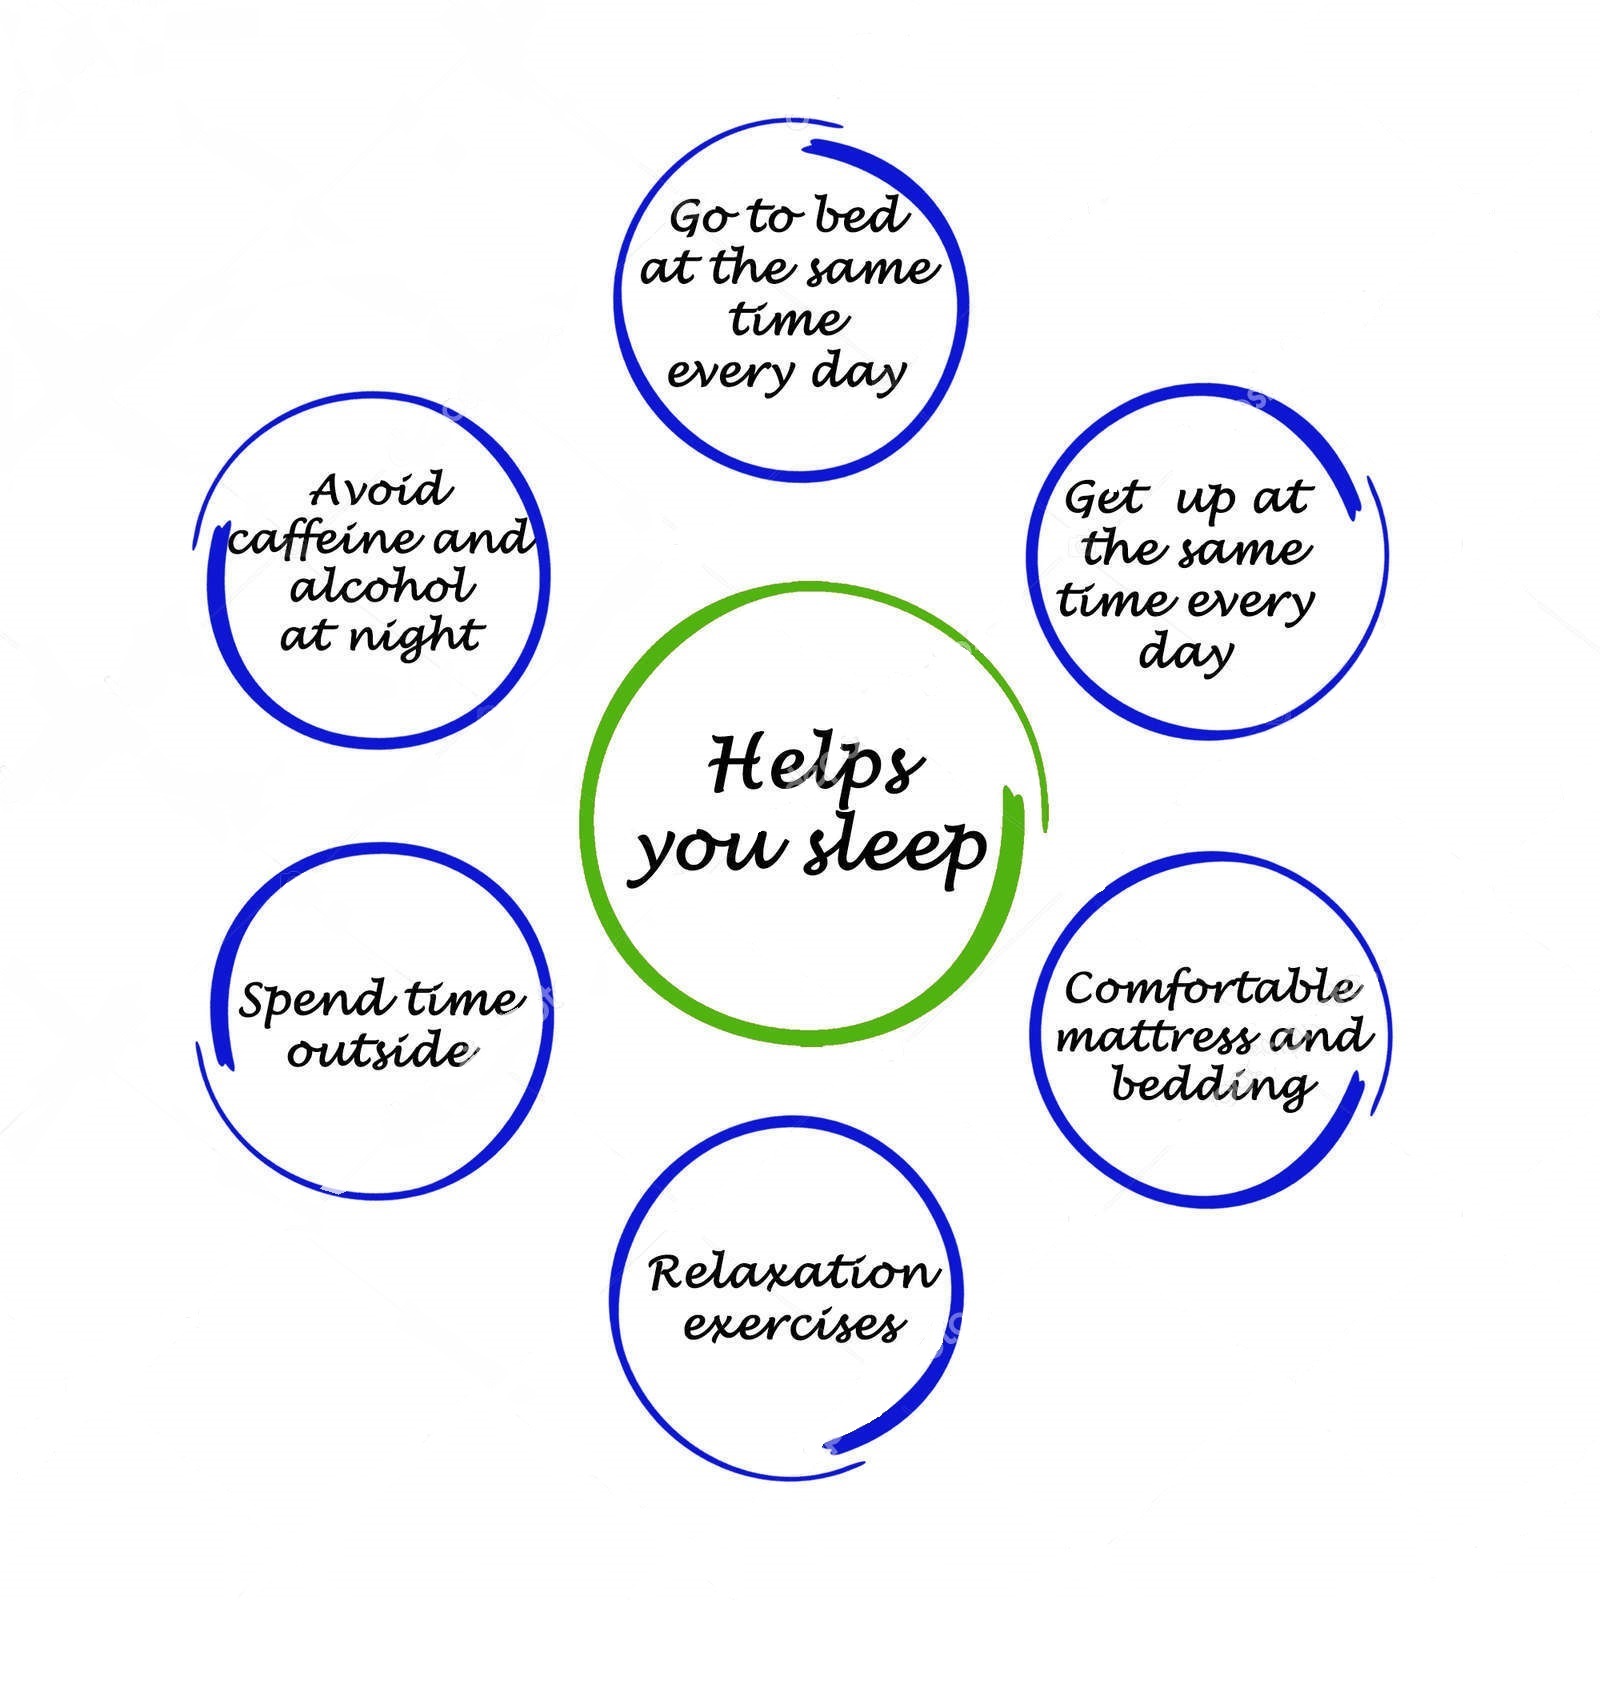 Go to bed
at the same
time
every day
Get up at
the same
time every
day
Comfortable
mattress and
bedding
Relaxation
exercises
Spend time
outside
Avoid
caffeine and
alcohol
at night
Helps
you sleep